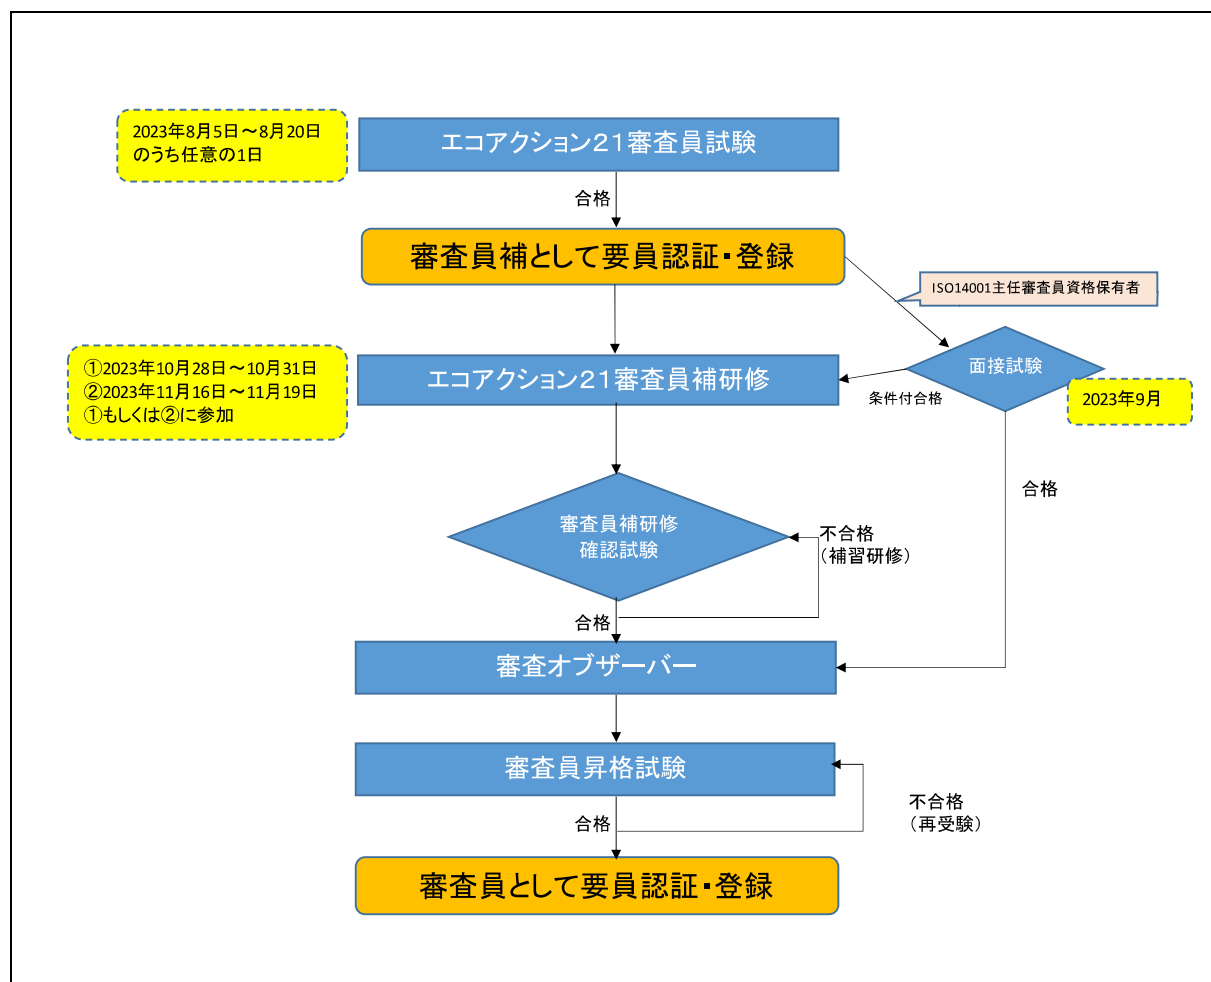 2023年8月5日～8月20日
のうち任意の1日
エコアクション２１審査員試験
合格
審査員補として要員認証・登録
ISO14001主任審査員資格保有者
①2023年10月28日～10月31日
②2023年11月16日～11月19日
①もしくは②に参加
エコアクション２１審査員補研修
面接試験
条件付合格
2023年9月
合格
審査員補研修
確認試験
不合格
（補習研修）
合格
審査オブザーバー
審査員昇格試験
不合格
（再受験）
合格
審査員として要員認証・登録